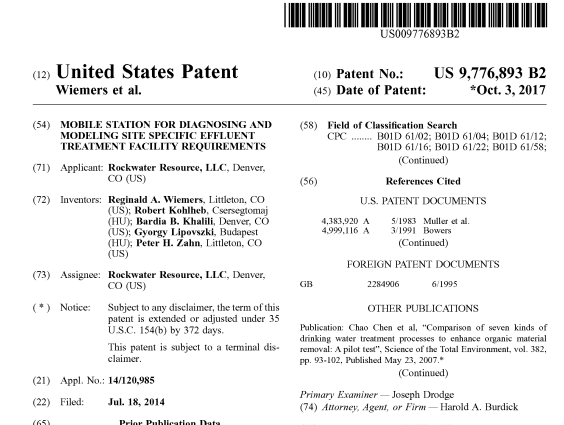 US009776893B2
(12) United States Patent
Wiemers et al.
(10) Patent No.: US 9,776,893 B2
(45) Date of Patent: *Oct. 3, 2017
(54) MOBILE STATION FOR DIAGNOSING AND
MODELING SITE SPECIFIC EFFLUENT
TREATMENT FACILITY REQUIREMENTS
(71) Applicant: Rockwater Resource, LLC, Denver,
CO (US)
(72) Inventors: Reginald A. Wiemers, Littleton, CO
(US); Robert Kohlheb, Csersegtomaj
(HU); Bardia B. Khalili, Denver, CO
(US); Gyorgy Lipovszki, Budapest
(HU); Peter H. Zahn, Littleton, CO
(US)
(73) Assignee: Rockwater Resource, LLC, Denver,
CO (US)
( * ) Notice: Subject to any disclaimer, the term of this
patent is extended or adjusted under 35
U.S.C. 154(b) by 372 days.
This patent is subject to a terminal dis-
claimer.
(21) Appl. No.: 14/120,985
(22) Filed: Jul. 18, 2014
(65) Prior Publication Data
(58) Field of Classification Search
CPC ........ B01D 61/02; B01D 61/04; B01D 61/12;
B01D 61/16; B01D 61/22; B01D 61/58;
(Continued)
(56) References Cited
U.S. PATENT DOCUMENTS
4,383,920 A 5/1983 Muller et al.
4,999,116 A 3/1991 Bowers
(Continued)
FOREIGN PATENT DOCUMENTS
GB 2284906 6/1995
OTHER PUBLICATIONS
Publication: Chao Chen et al, “Comparison of seven kinds of
drinking water treatment processes to enhance organic material
removal: A pilot test”, Science of the Total Environment, vol. 382,
pp. 93-102, Published May 23, 2007.*
(Continued)
Primary Examiner — Joseph Drodge
(74) Attorney, Agent, or Firm — Harold A. Burdick